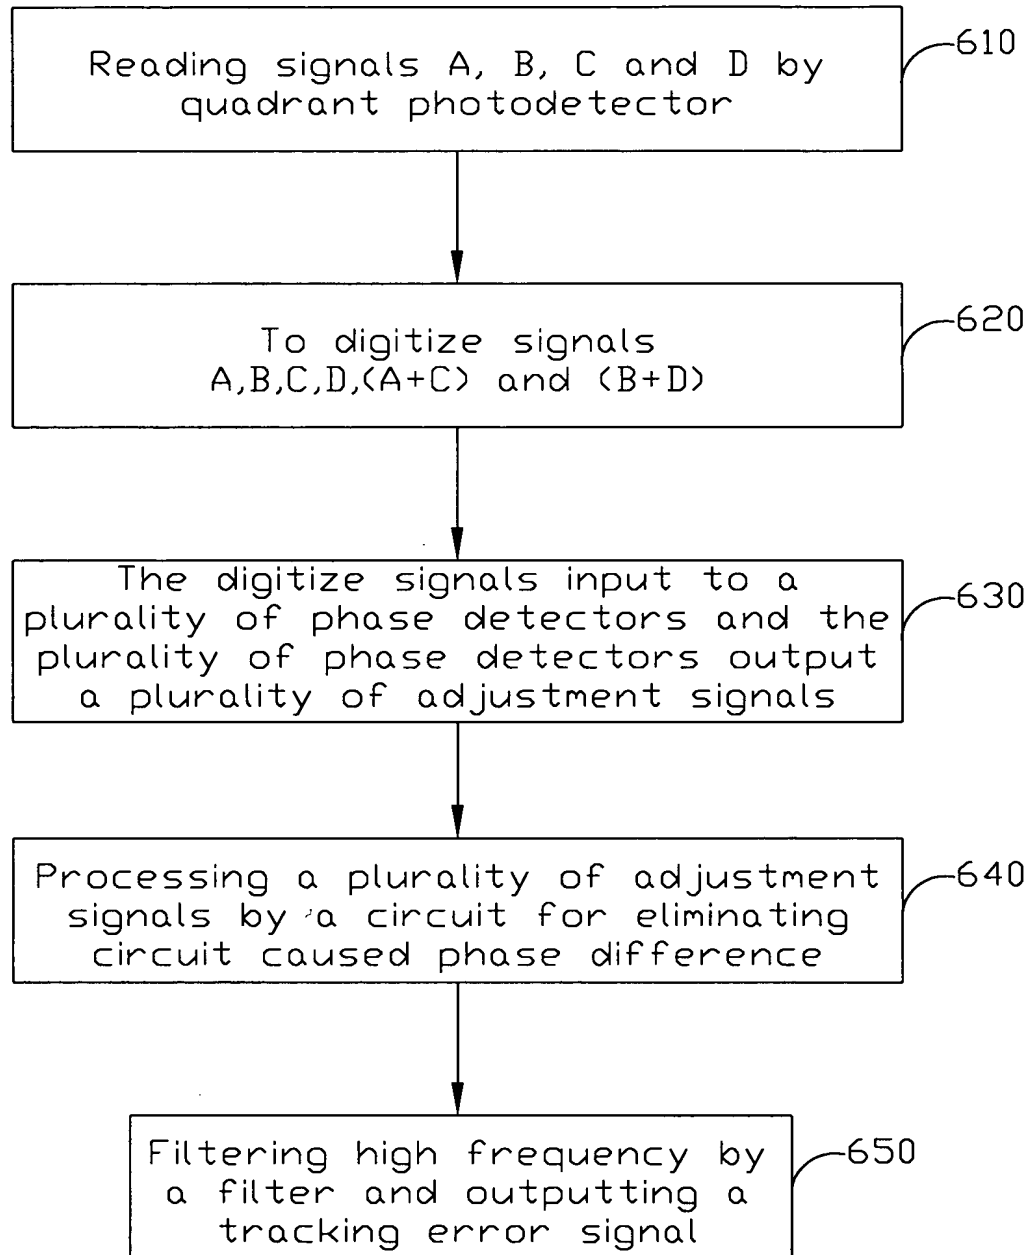 Reading signals A, B, C and D by
quadrant photodetector
610
To digitize signals
A,B,C,D,(A+C) and (B+D)
620
The digitize signals input to a
plurality of phase detectors and the
plurality of phase detectors output
a plurality of adjustment signals
630
Processing a plurality of adjustment
signals by a circuit for eliminating
circuit caused phase difference
640
Filtering high frequency by
a filter and outputting a
tracking error signal
650